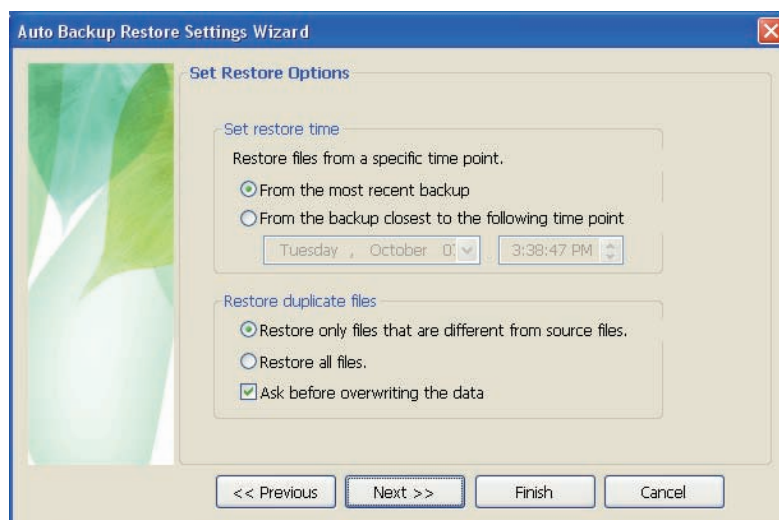 Auto Backup Restore Settings Wizard
Set Restore Options
Set restore time
Restore files from a specific time point.
From the most recent backup
From the backup closest to the following time point
Tuesday , October 3:38:47 PM
Restore duplicate files
Restore only files that are different from source files.
Restore all files.
Ask before overwriting the data
<< Previous Next >> Finish Cancel